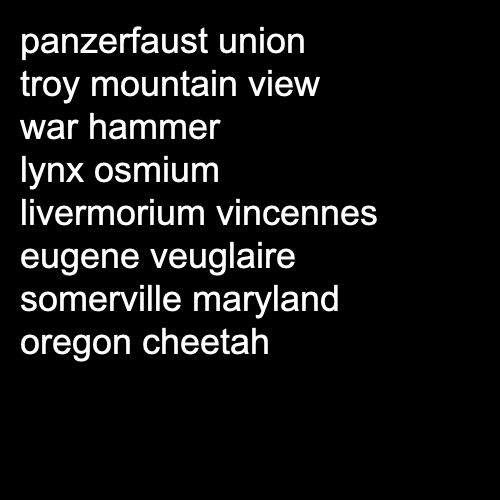 panzerfaust union
troy mountain view
war hammer
lynx osmium
livermorium vincennes
eugene veuglaire
somerville maryland
oregon cheetah